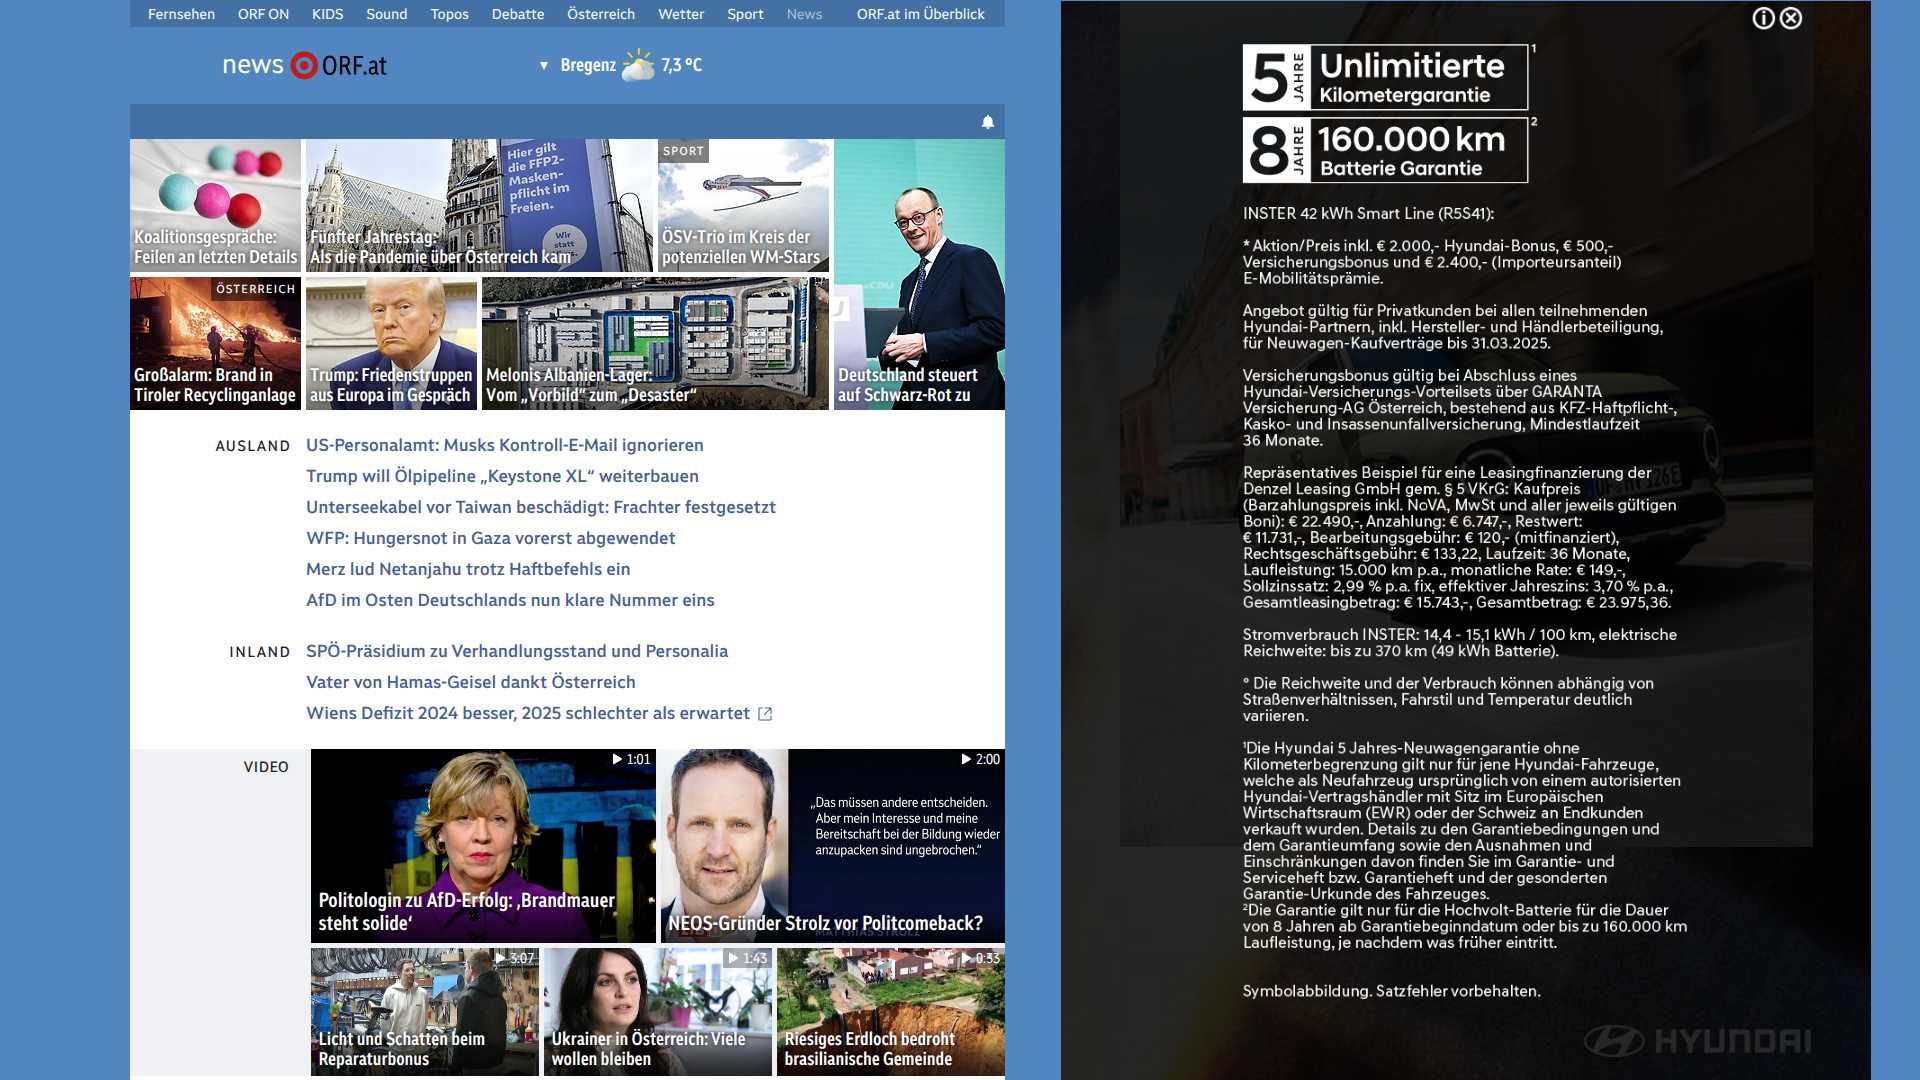 Fernsehen ORF ON KIDS Sound Topos Debatte Österreich Wetter Sport News ORF.at im Überblick
news ORF.at
Bregenz 7,3 °C
Hier gilt
die FFP2-
Masken-
pflicht im
Freien.
Wir
statt
Koalitionsgespräche:
Feilen an letzten Details
Fünfter Jahrestag:
Als die Pandemie über Österreich kam
SPORT
ÖSV-Trio im Kreis der
potenziellen WM-Stars
ÖSTERREICH
Großalarm: Brand in
Tiroler Recyclinganlage
Trump: Friedenstruppen
aus Europa im Gespräch
Melonis Albanien-Lager:
Vom „Vorbild“ zum „Desaster“
Deutschland steuert
auf Schwarz-Rot zu
AUSLAND
US-Personalamt: Musks Kontroll-E-Mail ignorieren
Trump will Ölpipeline „Keystone XL“ weiterbauen
Unterseekabel vor Taiwan beschädigt: Frachter festgesetzt
WFP: Hungersnot in Gaza vorerst abgewendet
Merz lud Netanjahu trotz Haftbefehls ein
AfD im Osten Deutschlands nun klare Nummer eins
INLAND
SPÖ-Präsidium zu Verhandlungsstand und Personalia
Vater von Hamas-Geisel dankt Österreich
Wiens Defizit 2024 besser, 2025 schlechter als erwartet
VIDEO
1:01
Politologin zu AfD-Erfolg: ‚Brandmauer
steht solide‘
2:00
„Das müssen andere entscheiden.
Aber mein Interesse und meine
Bereitschaft bei der Bildung wieder
anzupacken sind ungebrochen.“
NEOS-Gründer Strolz vor Politcomeback?
MATTHIAS STROLZ
3:07
Licht und Schatten beim
Reparaturbonus
1:43
Ukrainer in Österreich: Viele
wollen bleiben
0:33
Riesiges Erdloch bedroht
brasilianische Gemeinde
5 JAHRE Unlimitierte 1
Kilometergarantie
8 JAHRE 160.000 km 2
Batterie Garantie
INSTER 42 kWh Smart Line (R5S41):
* Aktion/Preis inkl. € 2.000,- Hyundai-Bonus, € 500,-
Versicherungsbonus und € 2.400,- (Importeursanteil)
E-Mobilitätsprämie.
Angebot gültig für Privatkunden bei allen teilnehmenden
Hyundai-Partnern, inkl. Hersteller- und Händlerbeteiligung,
für Neuwagen-Kaufverträge bis 31.03.2025.
Versicherungsbonus gültig bei Abschluss eines
Hyundai-Versicherungs-Vorteilsets über GARANTA
Versicherung-AG Österreich, bestehend aus KFZ-Haftpflicht-,
Kasko- und Insassenunfallversicherung, Mindestlaufzeit
36 Monate.
Repräsentatives Beispiel für eine Leasingfinanzierung der
Denzel Leasing GmbH gem. § 5 VKrG: Kaufpreis
(Barzahlungspreis inkl. NoVA, MwSt und aller jeweils gültigen
Boni): € 22.490,-, Anzahlung: € 6.747,-, Restwert:
€ 11.731,-, Bearbeitungsgebühr: € 120,- (mitfinanziert),
Rechtsgeschäftsgebühr: € 133,22, Laufzeit: 36 Monate,
Laufleistung: 15.000 km p.a., monatliche Rate: € 149,-,
Sollzinssatz: 2,99 % p.a. fix, effektiver Jahreszins: 3,70 % p.a.,
Gesamtleasingbetrag: € 15.743,-, Gesamtbetrag: € 23.975,36.
Stromverbrauch INSTER: 14,4 - 15,1 kWh / 100 km, elektrische
Reichweite: bis zu 370 km (49 kWh Batterie).
° Die Reichweite und der Verbrauch können abhängig von
Straßenverhältnissen, Fahrstil und Temperatur deutlich
variieren.
¹Die Hyundai 5 Jahres-Neuwagengarantie ohne
Kilometerbegrenzung gilt nur für jene Hyundai-Fahrzeuge,
welche als Neufahrzeug ursprünglich von einem autorisierten
Hyundai-Vertragshändler mit Sitz im Europäischen
Wirtschaftsraum (EWR) oder der Schweiz an Endkunden
verkauft wurden. Details zu den Garantiebedingungen und
dem Garantieumfang sowie den Ausnahmen und
Einschränkungen davon finden Sie im Garantie- und
Serviceheft bzw. Garantieheft und der gesonderten
Garantie-Urkunde des Fahrzeuges.
²Die Garantie gilt nur für die Hochvolt-Batterie für die Dauer
von 8 Jahren ab Garantiebeginndatum oder bis zu 160.000 km
Laufleistung, je nachdem was früher eintritt.
Symbolabbildung. Satzfehler vorbehalten.
HYUNDAI